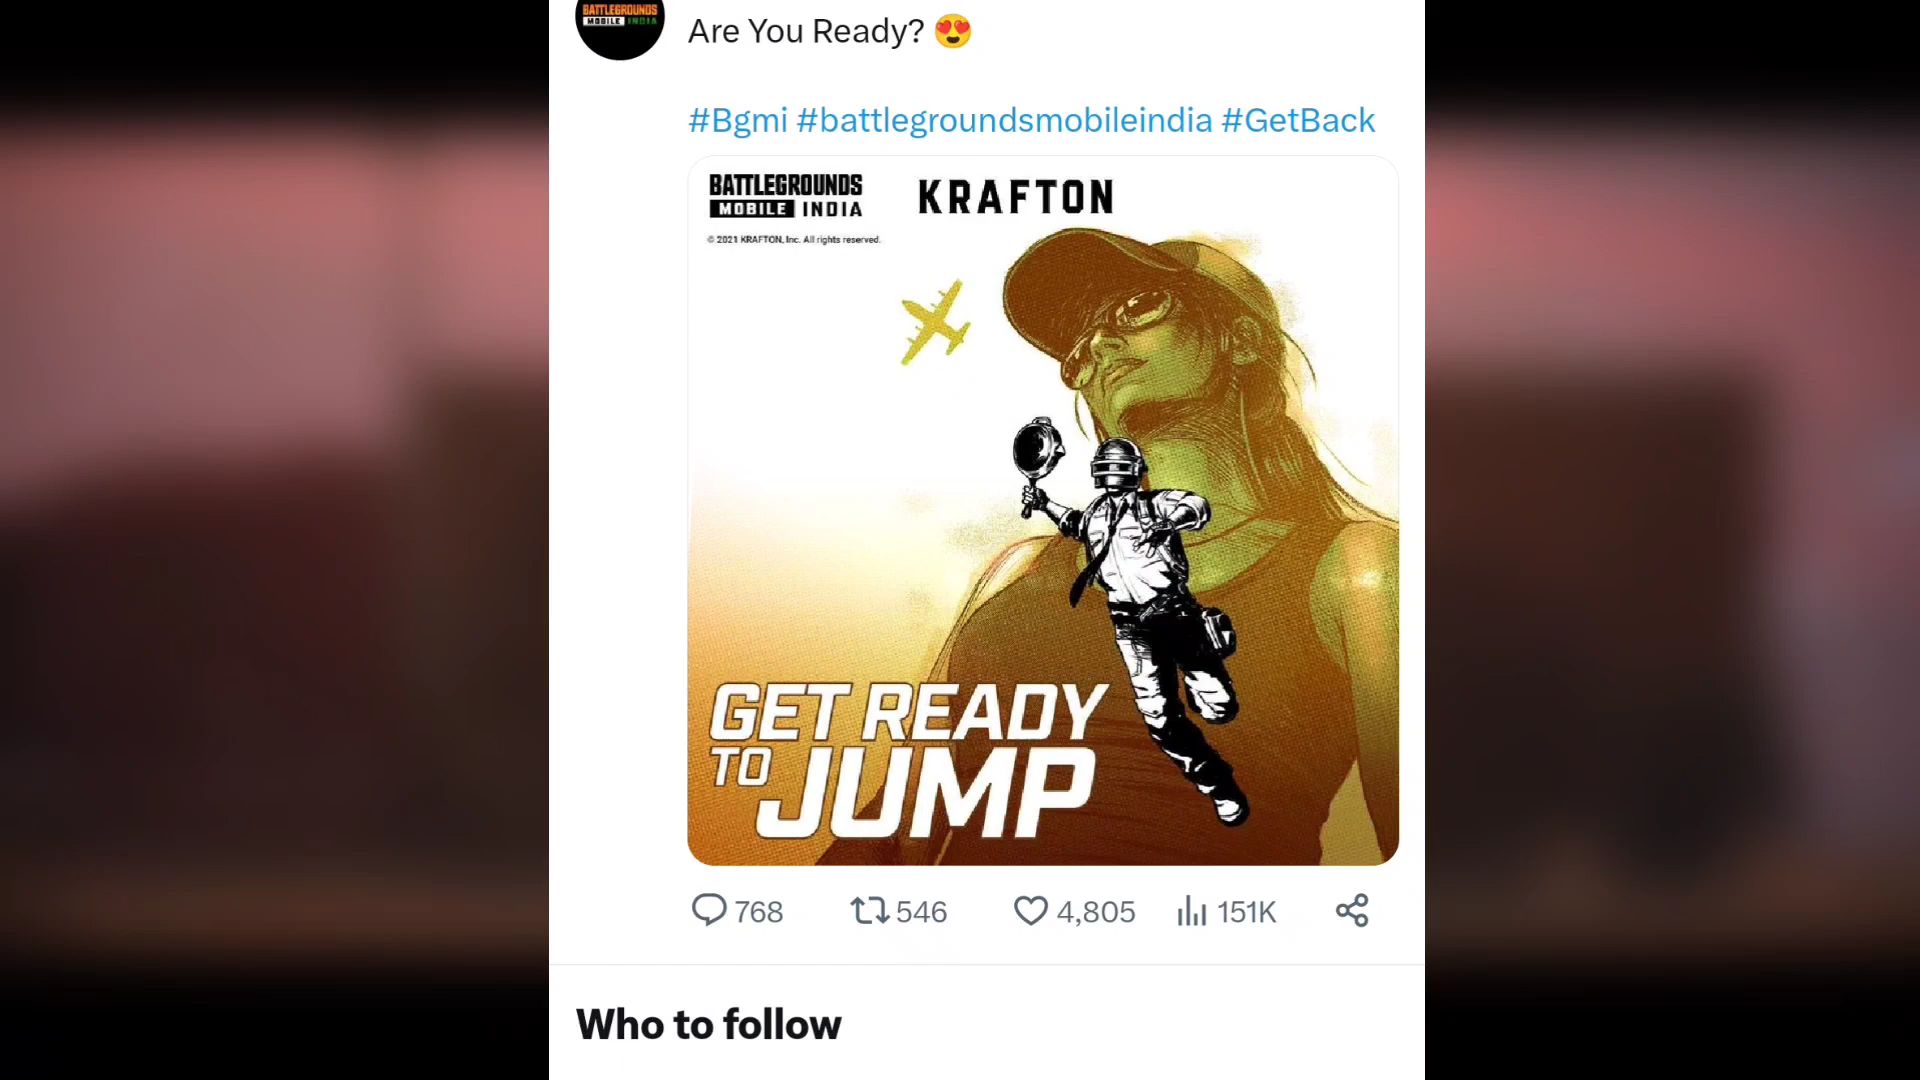 BATTLEGROUNDS
MOBILE INDIA
Are You Ready? 😍
#Bgmi #battlegroundsmobileindia #GetBack
BATTLEGROUNDS
MOBILE INDIA
KRAFTON
© 2021 KRAFTON, Inc. All rights reserved.
GET READY
TO JUMP
768 546 4,805 151K
Who to follow